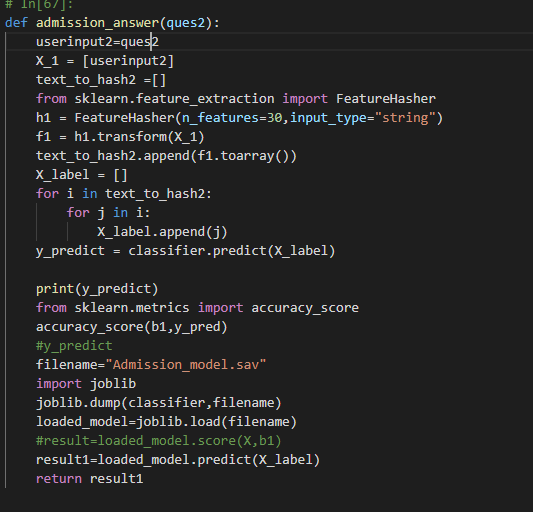 # In[67]:
def admission_answer(ques2):
    userinput2=ques2
    X_1 = [userinput2]
    text_to_hash2 =[]
    from sklearn.feature_extraction import FeatureHasher
    h1 = FeatureHasher(n_features=30,input_type="string")
    f1 = h1.transform(X_1)
    text_to_hash2.append(f1.toarray())
    X_label = []
    for i in text_to_hash2:
        for j in i:
            X_label.append(j)
    y_predict = classifier.predict(X_label)

    print(y_predict)
    from sklearn.metrics import accuracy_score
    accuracy_score(b1,y_pred)
    #y_predict
    filename="Admission_model.sav"
    import joblib
    joblib.dump(classifier,filename)
    loaded_model=joblib.load(filename)
    #result=loaded_model.score(X,b1)
    result1=loaded_model.predict(X_label)
    return result1